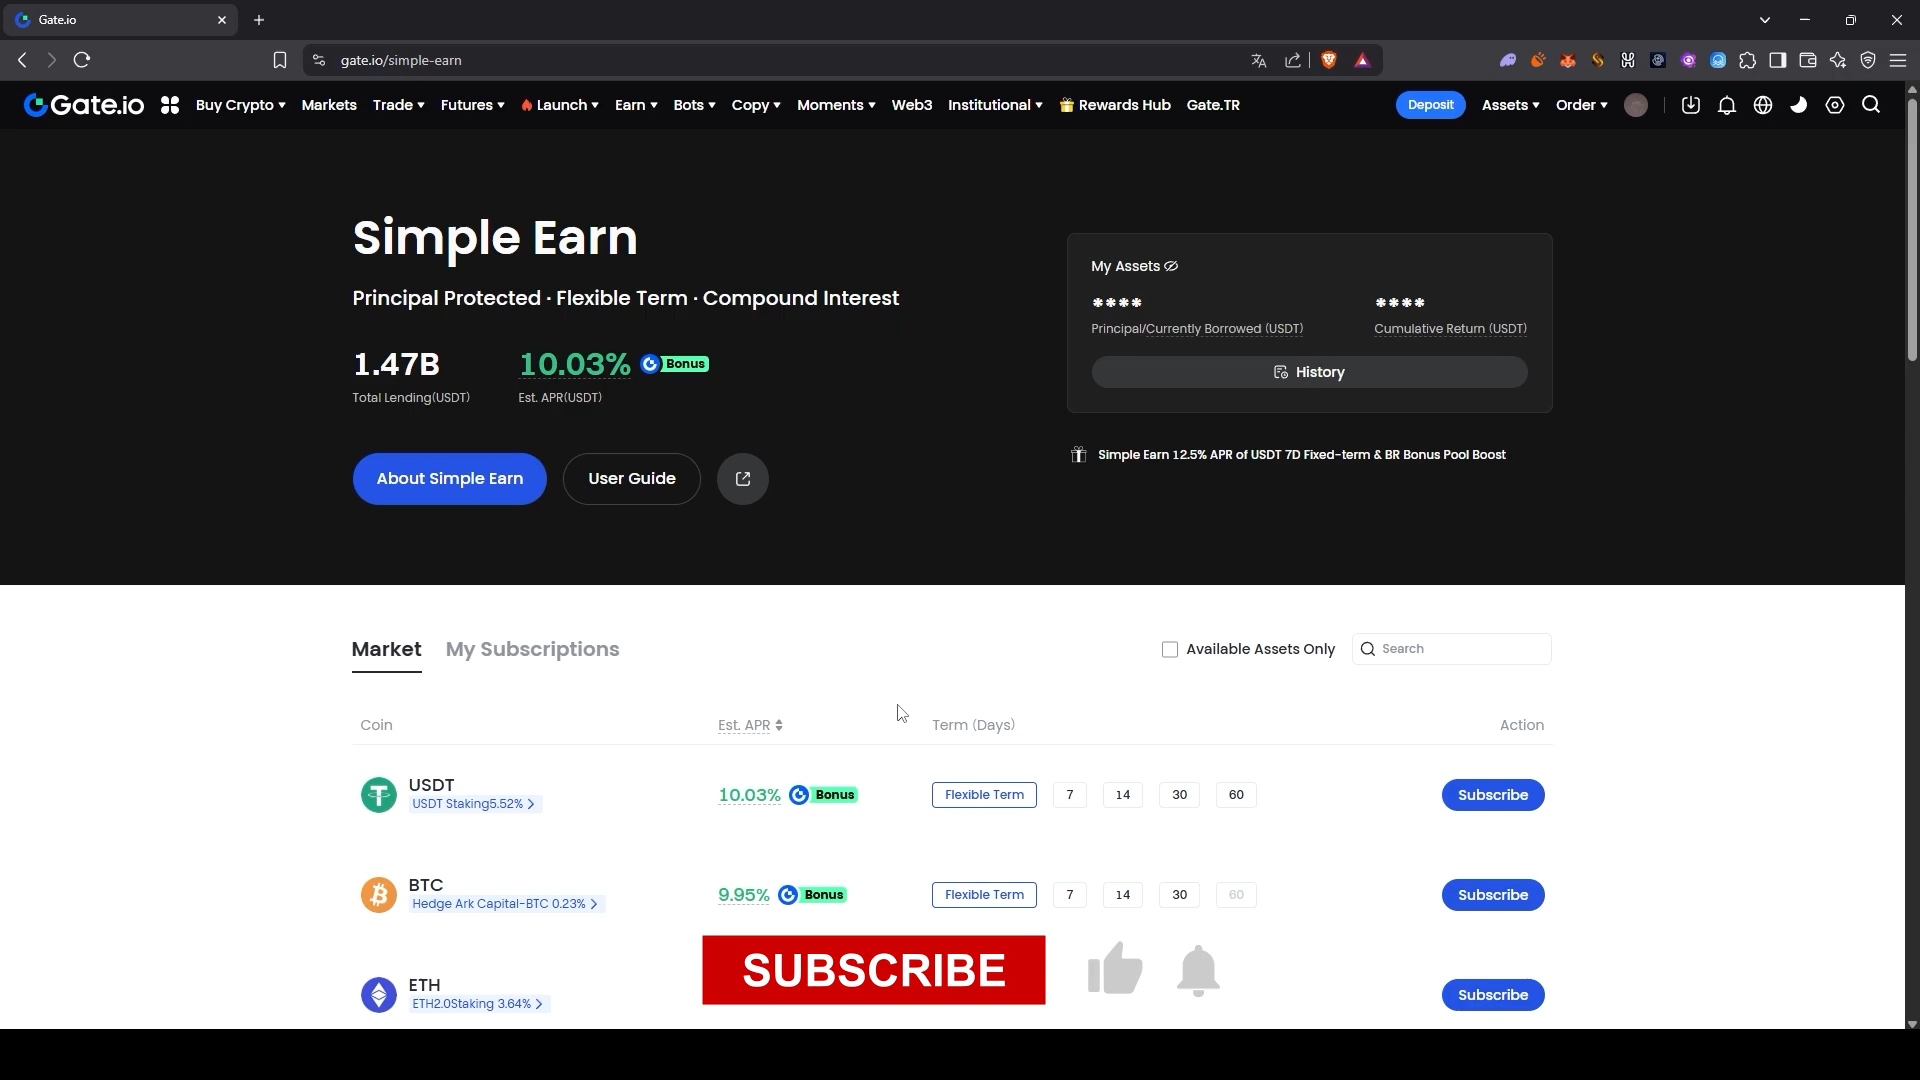 Gate.io
gate.io/simple-earn
Gate.io Buy Crypto Markets Trade Futures Launch Earn Bots Copy Moments Web3 Institutional Rewards Hub Gate.TR Deposit Assets Order
Simple Earn
Principal Protected · Flexible Term · Compound Interest
1.47B 10.03% Bonus
Total Lending(USDT) Est. APR(USDT)
About Simple Earn User Guide
My Assets
**** ****
Principal/Currently Borrowed (USDT) Cumulative Return (USDT)
History
Simple Earn 12.5% APR of USDT 7D Fixed-term & BR Bonus Pool Boost
Market My Subscriptions Available Assets Only Search
Coin Est. APR Term (Days) Action
USDT
USDT Staking5.52% >
10.03% Bonus Flexible Term 7 14 30 60 Subscribe
BTC
Hedge Ark Capital-BTC 0.23% >
9.95% Bonus Flexible Term 7 14 30 60 Subscribe
ETH
ETH2.0Staking 3.64% >
Subscribe
SUBSCRIBE